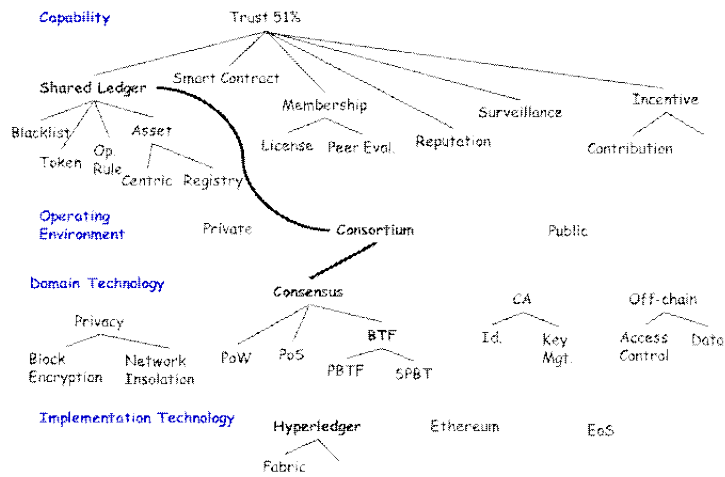 Capability
Trust 51%
Shared Ledger
Smart Contract
Membership
Surveillance
Incentive
Blacklist
Token
Op.
Rule
Asset
License
Peer Eval.
Reputation
Contribution
Centric
Registry
Operating
Environment
Private
Consortium
Public
Domain Technology
Consensus
CA
Off-chain
Privacy
Block
Encryption
Network
Insolation
PoW
PoS
BTF
PBTF
SPBT
Id.
Key
Mgt.
Access
Control
Data
Implementation Technology
Hyperledger
Ethereum
EoS
Fabric